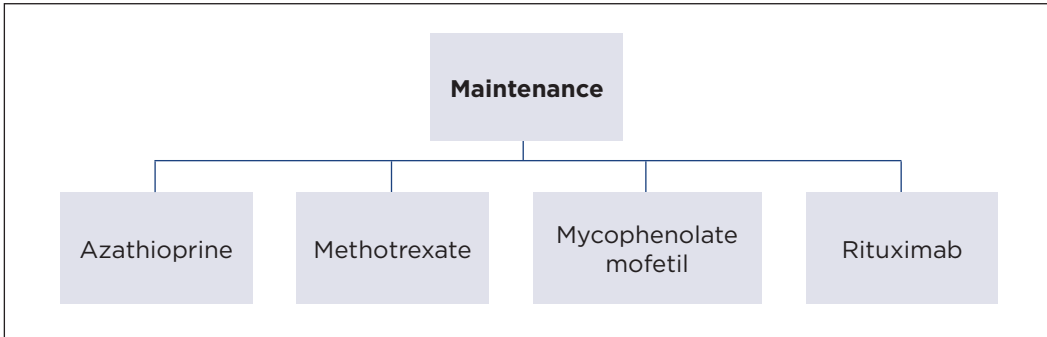 Maintenance
Azathioprine
Methotrexate
Mycophenolate
mofetil
Rituximab